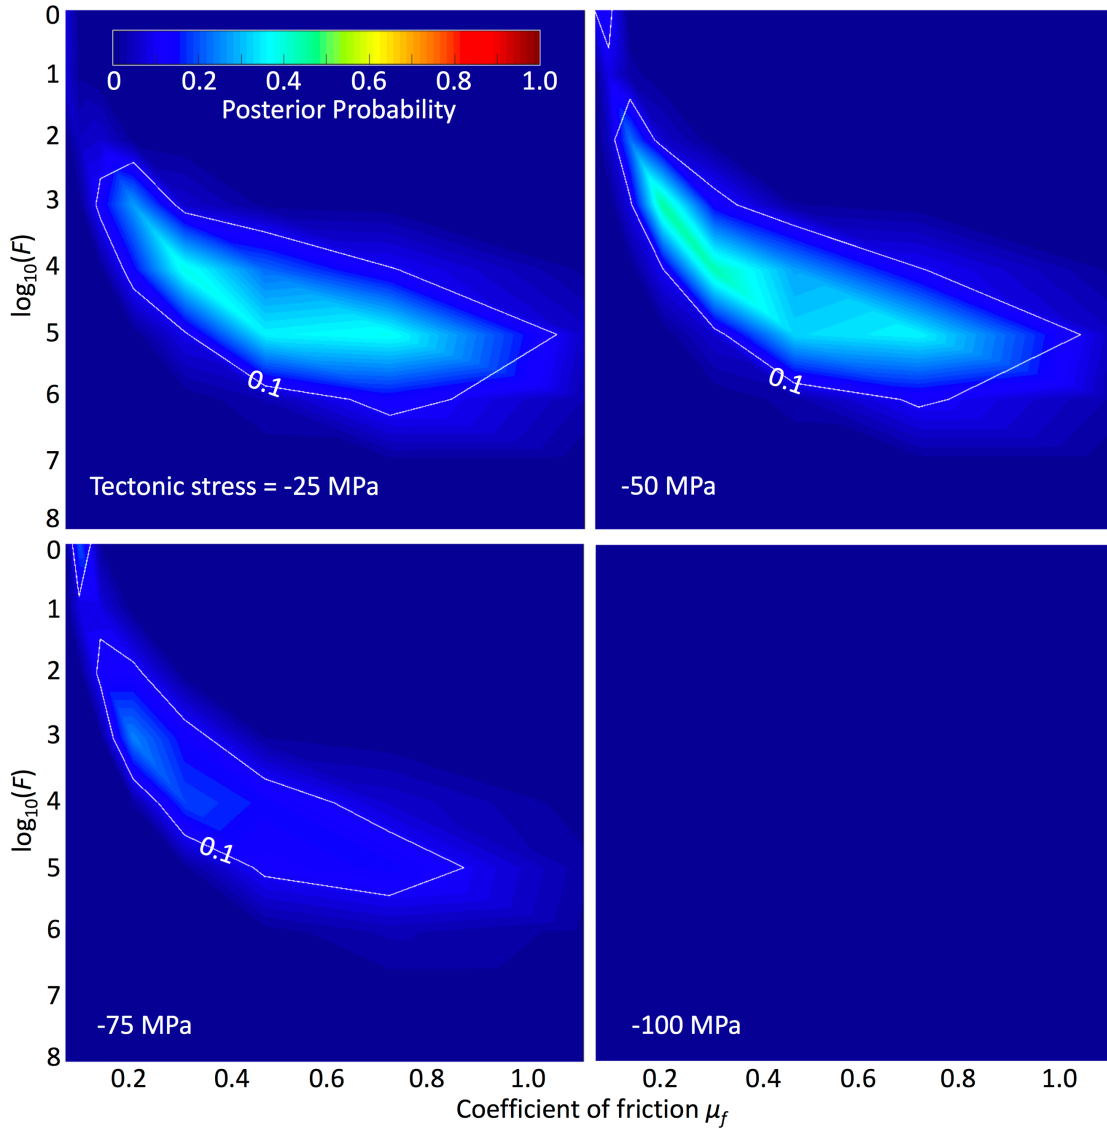 0
1
2
3
4
5
6
7
8
log10(F)
0 0.2 0.4 0.6 0.8 1.0
Posterior Probability
0.1
Tectonic stress = -25 MPa
0.1
-50 MPa
0
1
2
3
4
5
6
7
8
log10(F)
0.1
-75 MPa
-100 MPa
0.2 0.4 0.6 0.8 1.0 0.2 0.4 0.6 0.8 1.0
Coefficient of friction μf